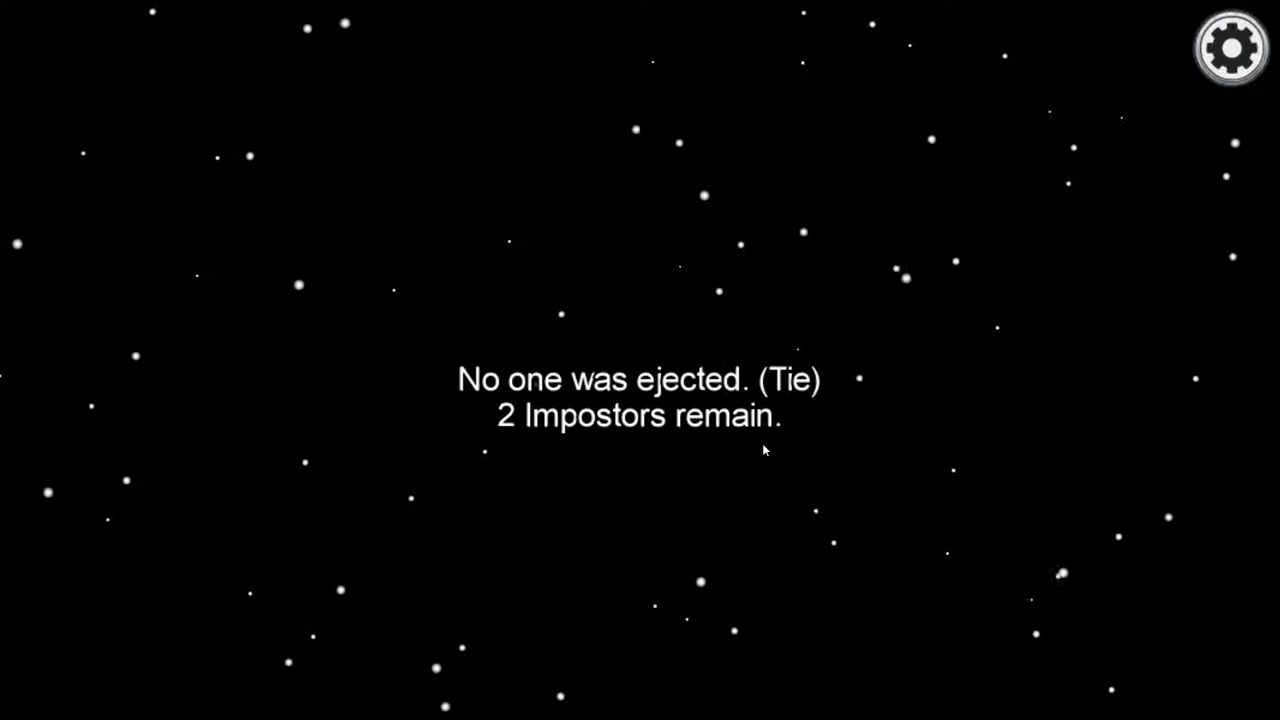 No one was ejected. (Tie)
2 Impostors remain.